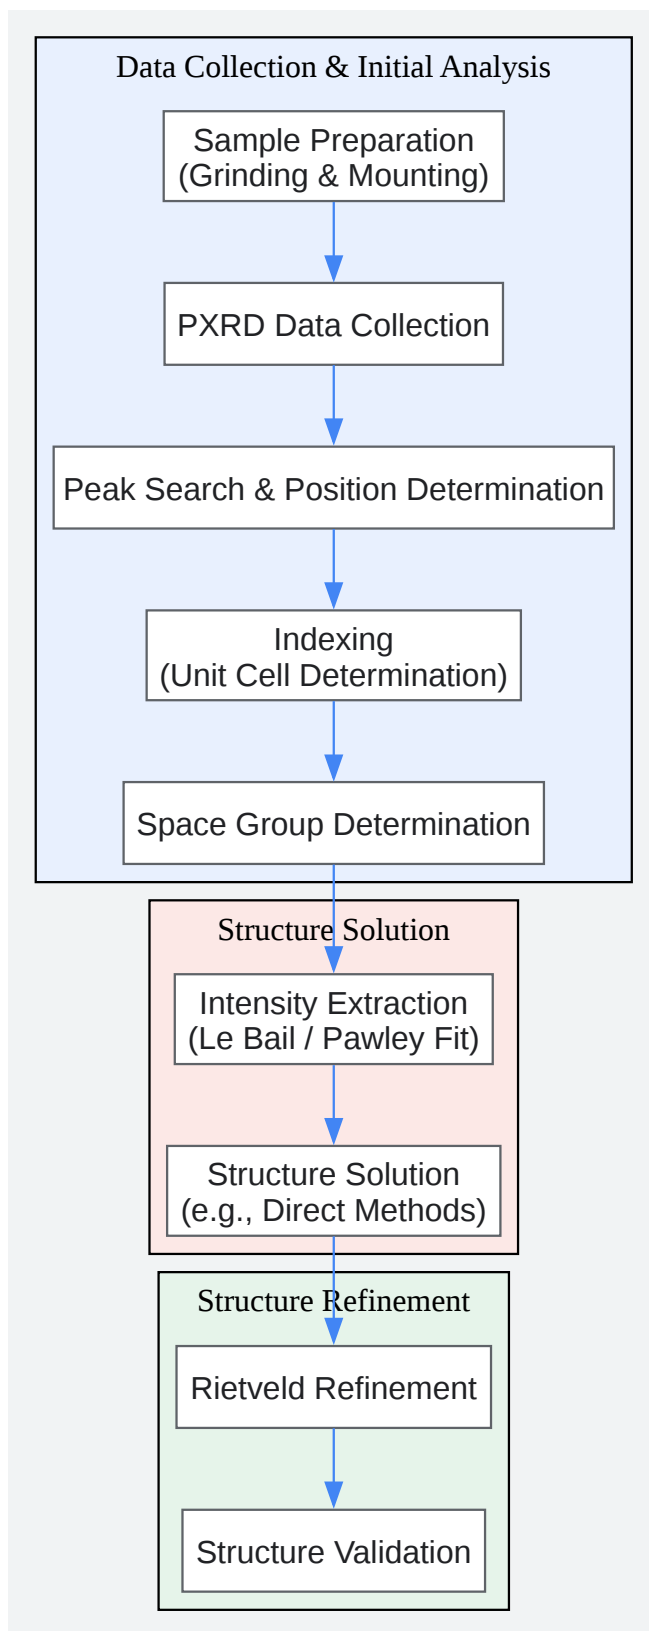 Data Collection & Initial Analysis
Sample Preparation
(Grinding & Mounting)
PXRD Data Collection
Peak Search & Position Determination
Indexing
(Unit Cell Determination)
Space Group Determination
Structure Solution
Intensity Extraction
(Le Bail / Pawley Fit)
Structure Solution
(e.g., Direct Methods)
Structure Refinement
Rietveld Refinement
Structure Validation